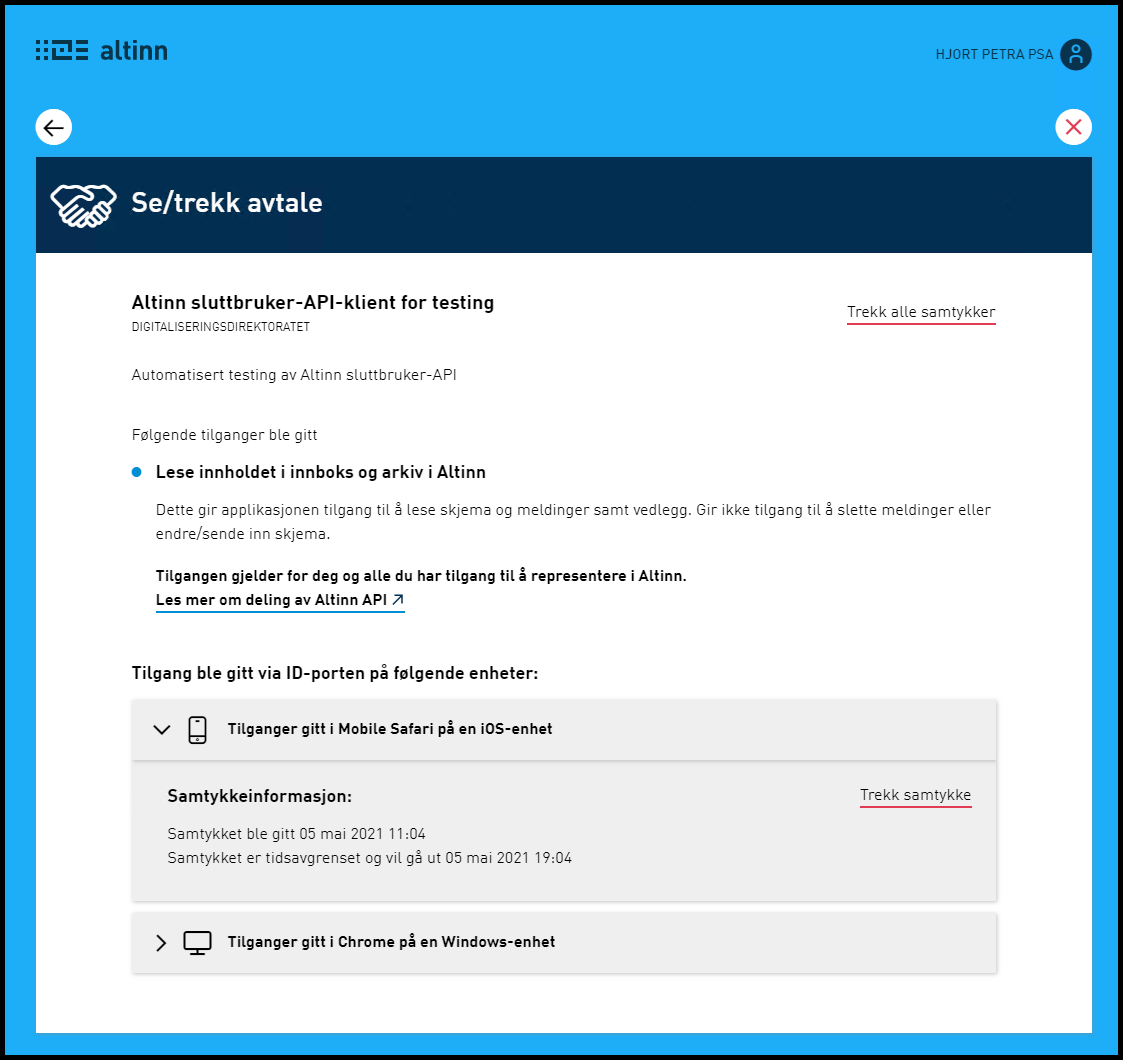 altinn
HJORT PETRA PSA
Se/trekk avtale
Altinn sluttbruker-API-klient for testing
DIGITALISERINGSDIREKTORATET
Trekk alle samtykker
Automatisert testing av Altinn sluttbruker-API
Følgende tilganger ble gitt
Lese innholdet i innboks og arkiv i Altinn
Dette gir applikasjonen tilgang til å lese skjema og meldinger samt vedlegg. Gir ikke tilgang til å slette meldinger eller
endre/sende inn skjema.
Tilgangen gjelder for deg og alle du har tilgang til å representere i Altinn.
Les mer om deling av Altinn API
Tilgang ble gitt via ID-porten på følgende enheter:
Tilganger gitt i Mobile Safari på en iOS-enhet
Samtykkeinformasjon:
Trekk samtykke
Samtykket ble gitt 05 mai 2021 11:04
Samtykket er tidsavgrenset og vil gå ut 05 mai 2021 19:04
Tilganger gitt i Chrome på en Windows-enhet